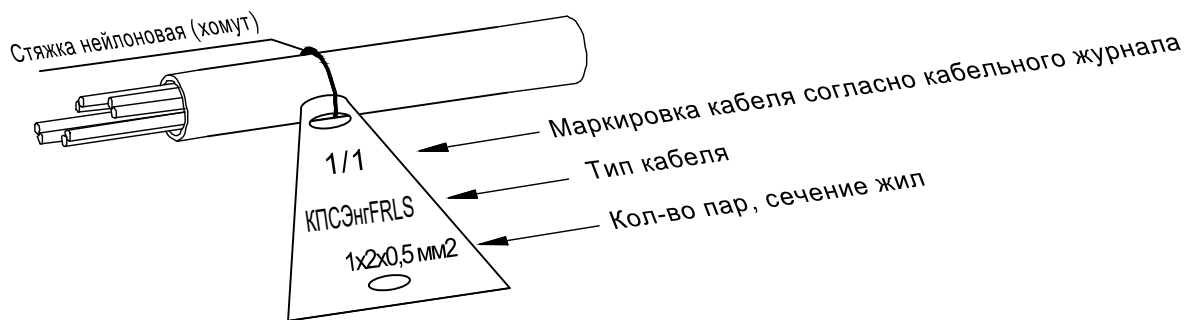 Стяжка нейлоновая (хомут)
Маркировка кабеля согласно кабельного журнала
1/1
Тип кабеля
КПСЭнгFRLS
Кол-во пар, сечение жил
1х2х0,5 мм2